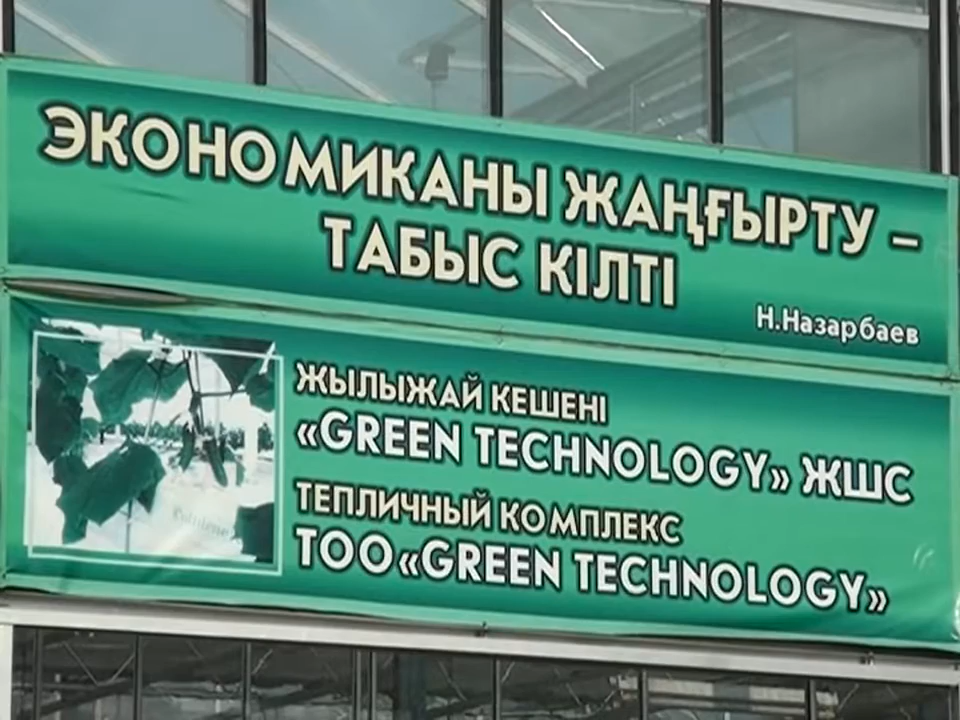 ЭКОНОМИКАНЫ ЖАҢҒЫРТУ –
ТАБЫС КІЛТІ
Н.Назарбаев
ЖЫЛЫЖАЙ КЕШЕНІ
«GREEN TECHNOLOGY» ЖШС
ТЕПЛИЧНЫЙ КОМПЛЕКС
ТОО «GREEN TECHNOLOGY»